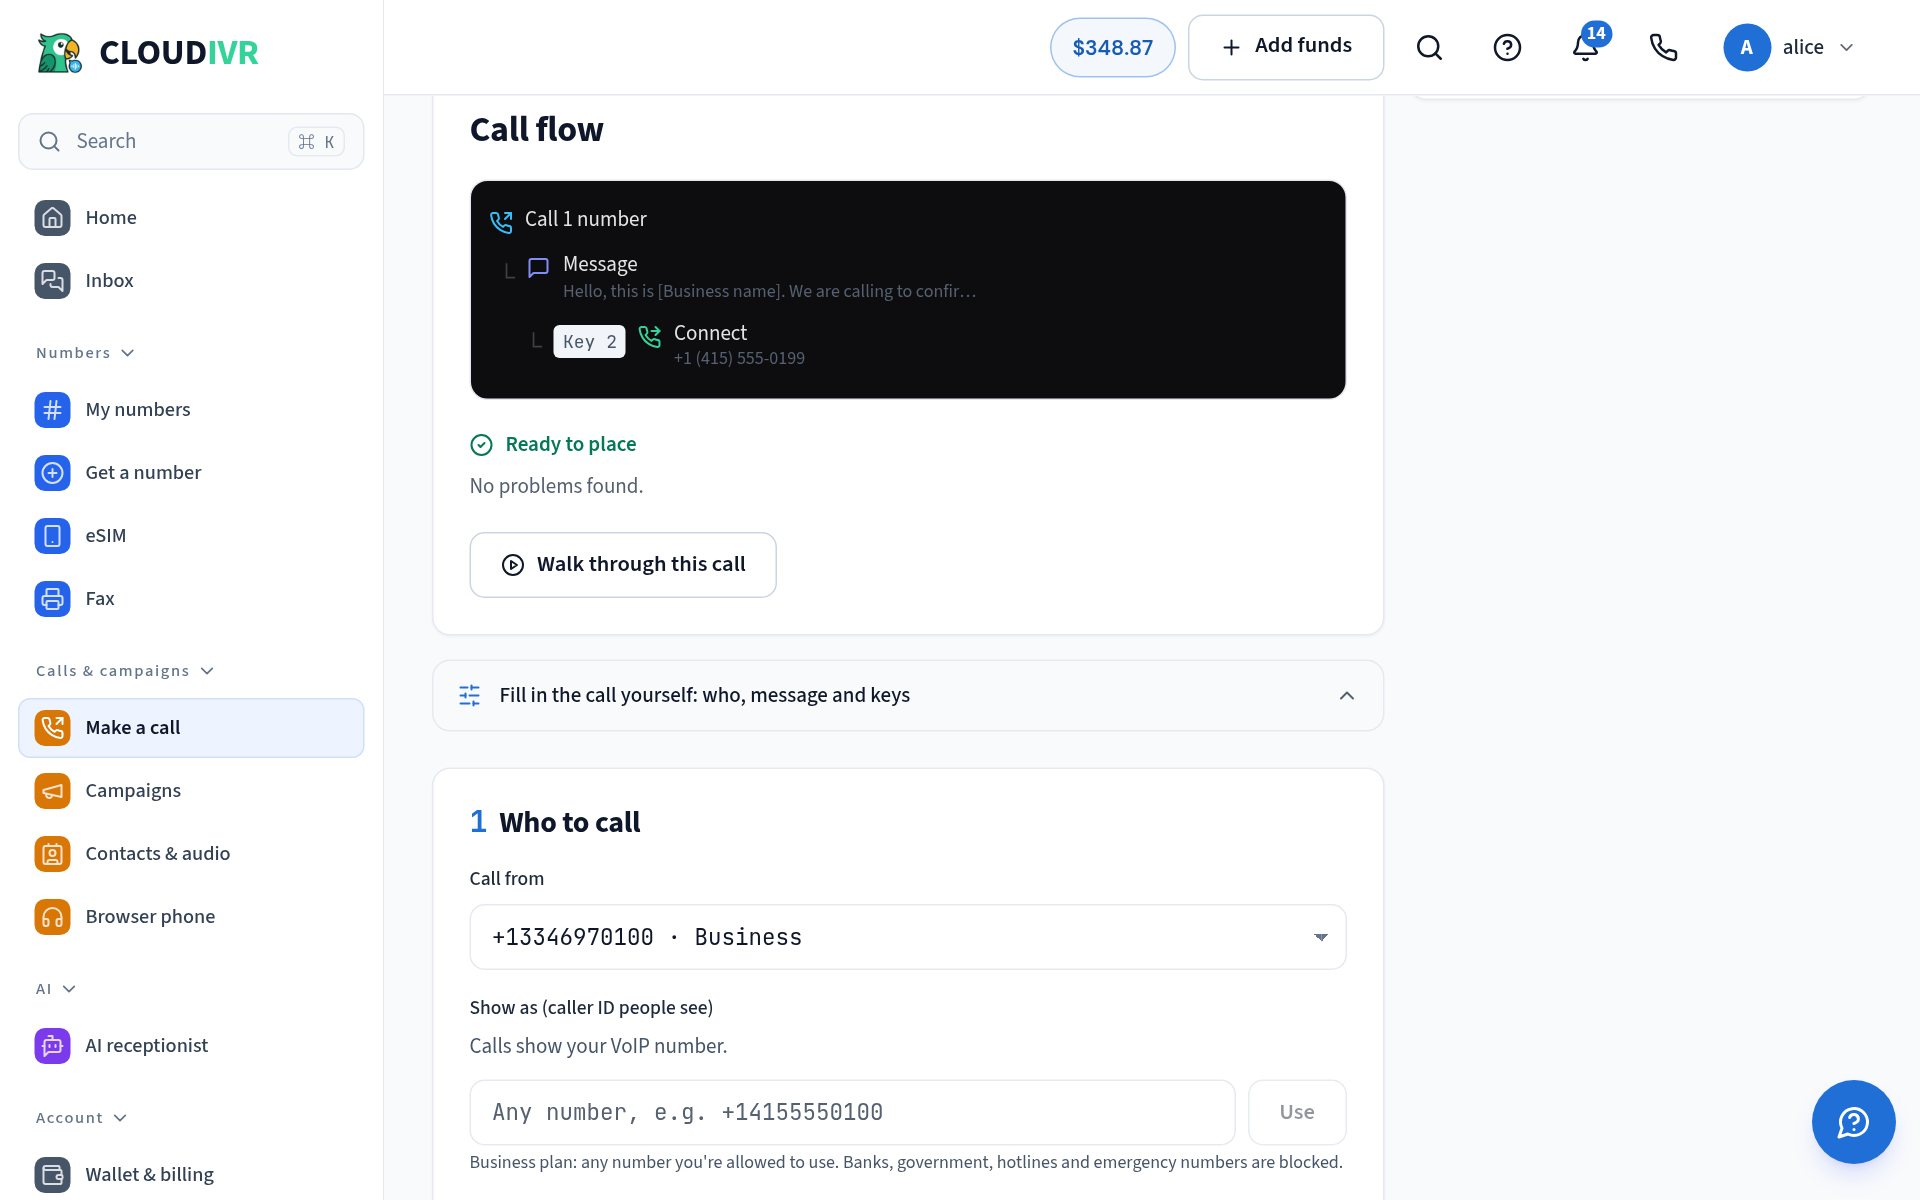 CLOUDIVR
Search
⌘ K
Home
Inbox
Numbers
My numbers
Get a number
eSIM
Fax
Calls & campaigns
Make a call
Campaigns
Contacts & audio
Browser phone
AI
AI receptionist
Account
Wallet & billing
$348.87
+ Add funds
14
A
alice
Call flow
Call 1 number
Message
Hello, this is [Business name]. We are calling to confir…
Key 2
Connect
+1 (415) 555-0199
Ready to place
No problems found.
Walk through this call
Fill in the call yourself: who, message and keys
1 Who to call
Call from
+13346970100 · Business
Show as (caller ID people see)
Calls show your VoIP number.
Any number, e.g. +14155550100
Use
Business plan: any number you're allowed to use. Banks, government, hotlines and emergency numbers are blocked.